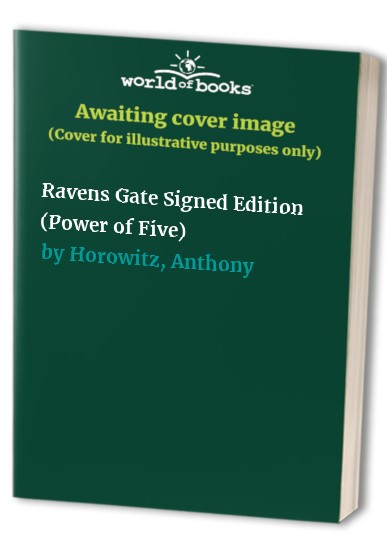 world of books
Awaiting cover image
(Cover for illustrative purposes only)
Ravens Gate Signed Edition
(Power of Five)
by Horowitz, Anthony